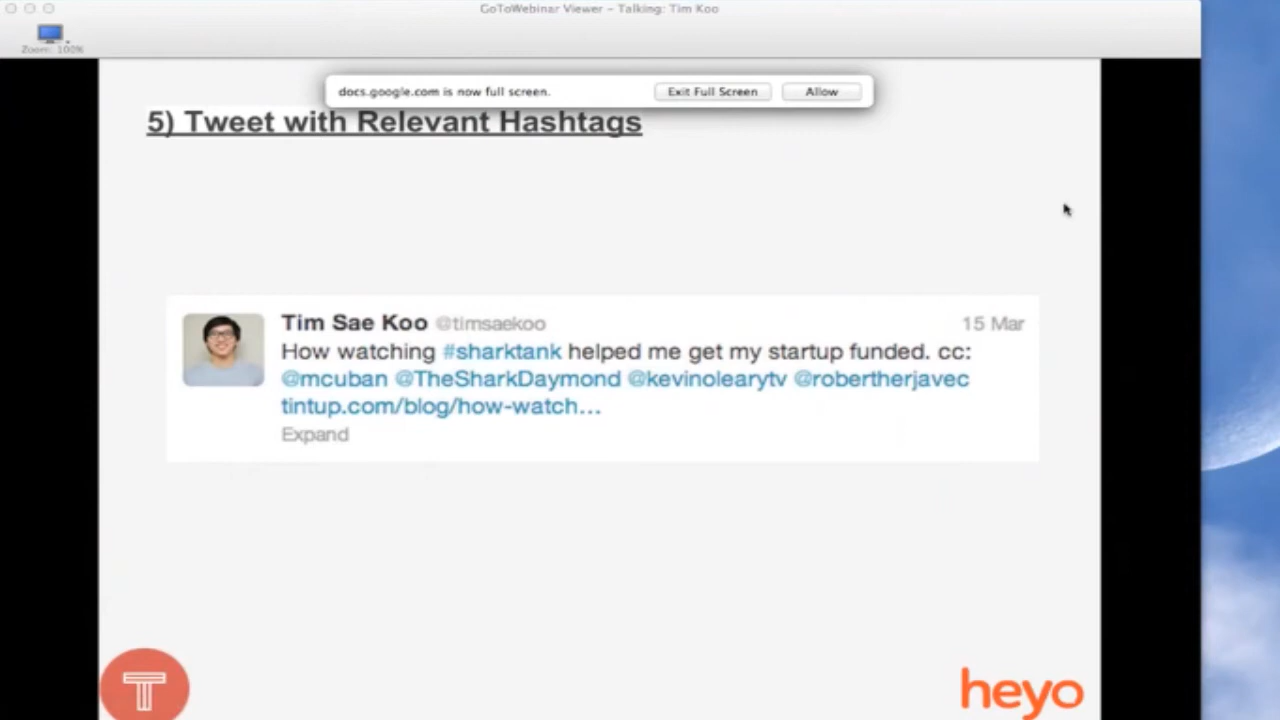 GoToWebinar Viewer – Talking: Tim Koo
Zoom: 100%
docs.google.com is now full screen.
Exit Full Screen
Allow
5) Tweet with Relevant Hashtags
Tim Sae Koo @timsaekoo
15 Mar
How watching #sharktank helped me get my startup funded. cc:
@mcuban @TheSharkDaymond @kevinolearytv @robertherjavec
tintup.com/blog/how-watch…
Expand
T
heyo